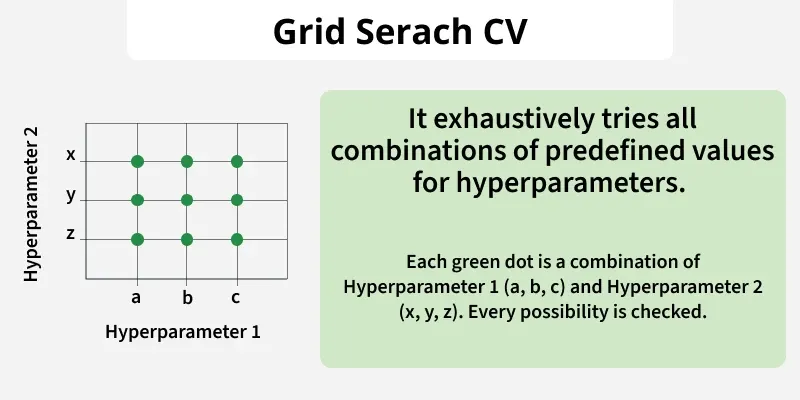 Grid Serach CV
Hyperparameter 2
x
y
z
a b c
Hyperparameter 1
It exhaustively tries all
combinations of predefined values
for hyperparameters.
Each green dot is a combination of
Hyperparameter 1 (a, b, c) and Hyperparameter 2
(x, y, z). Every possibility is checked.